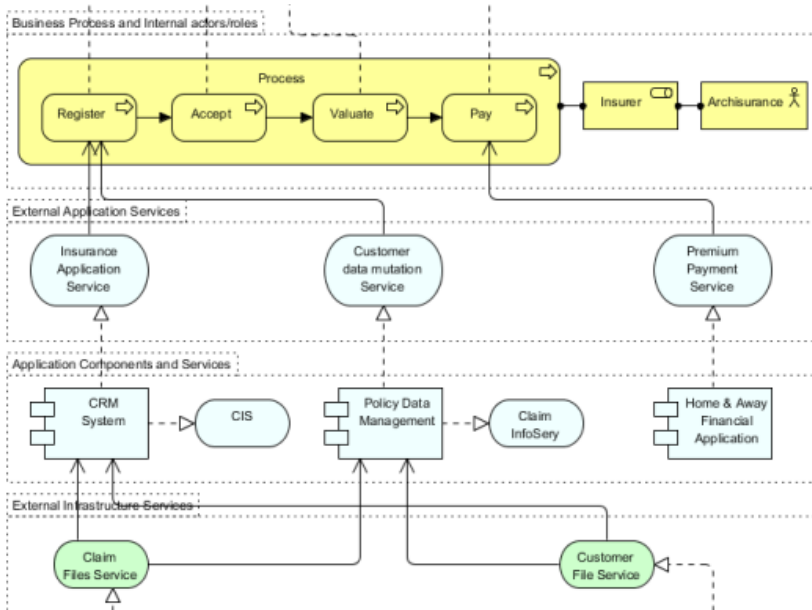 Business Process and Internal actors/roles
Process
Register
Accept
Valuate
Pay
Insurer
Archisurance
External Application Services
Insurance
Application
Service
Customer
data mutation
Service
Premium
Payment
Service
Application Components and Services
CRM
System
CIS
Policy Data
Management
Claim
InfoSery
Home & Away
Financial
Application
External Infrastructure Services
Claim
Files Service
Customer
File Service